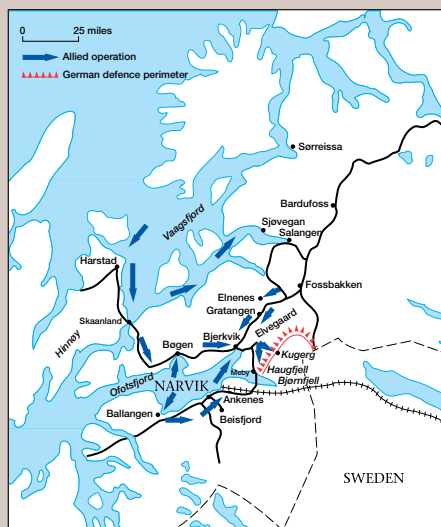 0 25 miles
Allied operation
German defence perimeter
Sørreissa
Bardufoss
Vaagsfjord
Sjøvegan
Salangen
Harstad
Fossbakken
Elnenes
Gratangen
Skaanland
Elvegaard
Hinnøy
Bøgen
Bjerkvik
Kugerg
Meby
Haugfjell
Bjørnfjell
Ofotsfjord
NARVIK
Ankenes
Ballangen
Beisfjord
SWEDEN